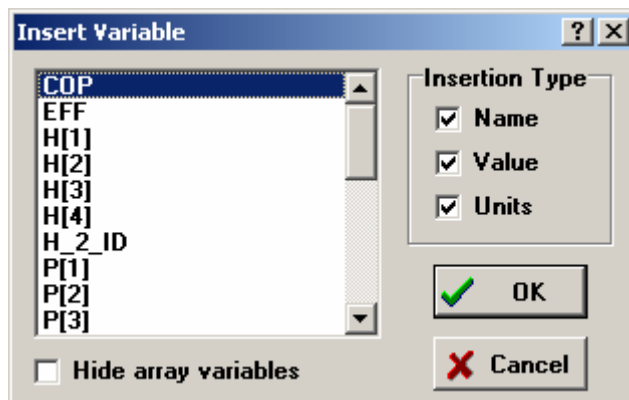 Insert Variable
COP
EFF
H[1]
H[2]
H[3]
H[4]
H_2_ID
P[1]
P[2]
P[3]
Hide array variables
Insertion Type
Name
Value
Units
OK
Cancel